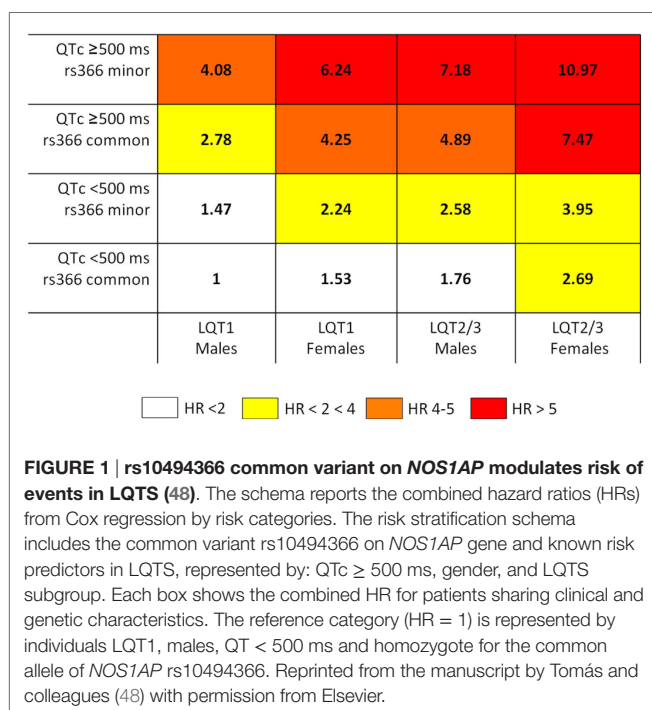 QTc ≥500 ms
rs366 minor
4.08 6.24 7.18 10.97
QTc ≥500 ms
rs366 common
2.78 4.25 4.89 7.47
QTc <500 ms
rs366 minor
1.47 2.24 2.58 3.95
QTc <500 ms
rs366 common
1 1.53 1.76 2.69
LQT1
Males
LQT1
Females
LQT2/3
Males
LQT2/3
Females
HR <2 HR < 2 < 4 HR 4-5 HR > 5
FIGURE 1 | rs10494366 common variant on NOS1AP modulates risk of
events in LQTS (48). The schema reports the combined hazard ratios (HRs)
from Cox regression by risk categories. The risk stratification schema
includes the common variant rs10494366 on NOS1AP gene and known risk
predictors in LQTS, represented by: QTc ≥ 500 ms, gender, and LQTS
subgroup. Each box shows the combined HR for patients sharing clinical and
genetic characteristics. The reference category (HR = 1) is represented by
individuals LQT1, males, QT < 500 ms and homozygote for the common
allele of NOS1AP rs10494366. Reprinted from the manuscript by Tomás and
colleagues (48) with permission from Elsevier.